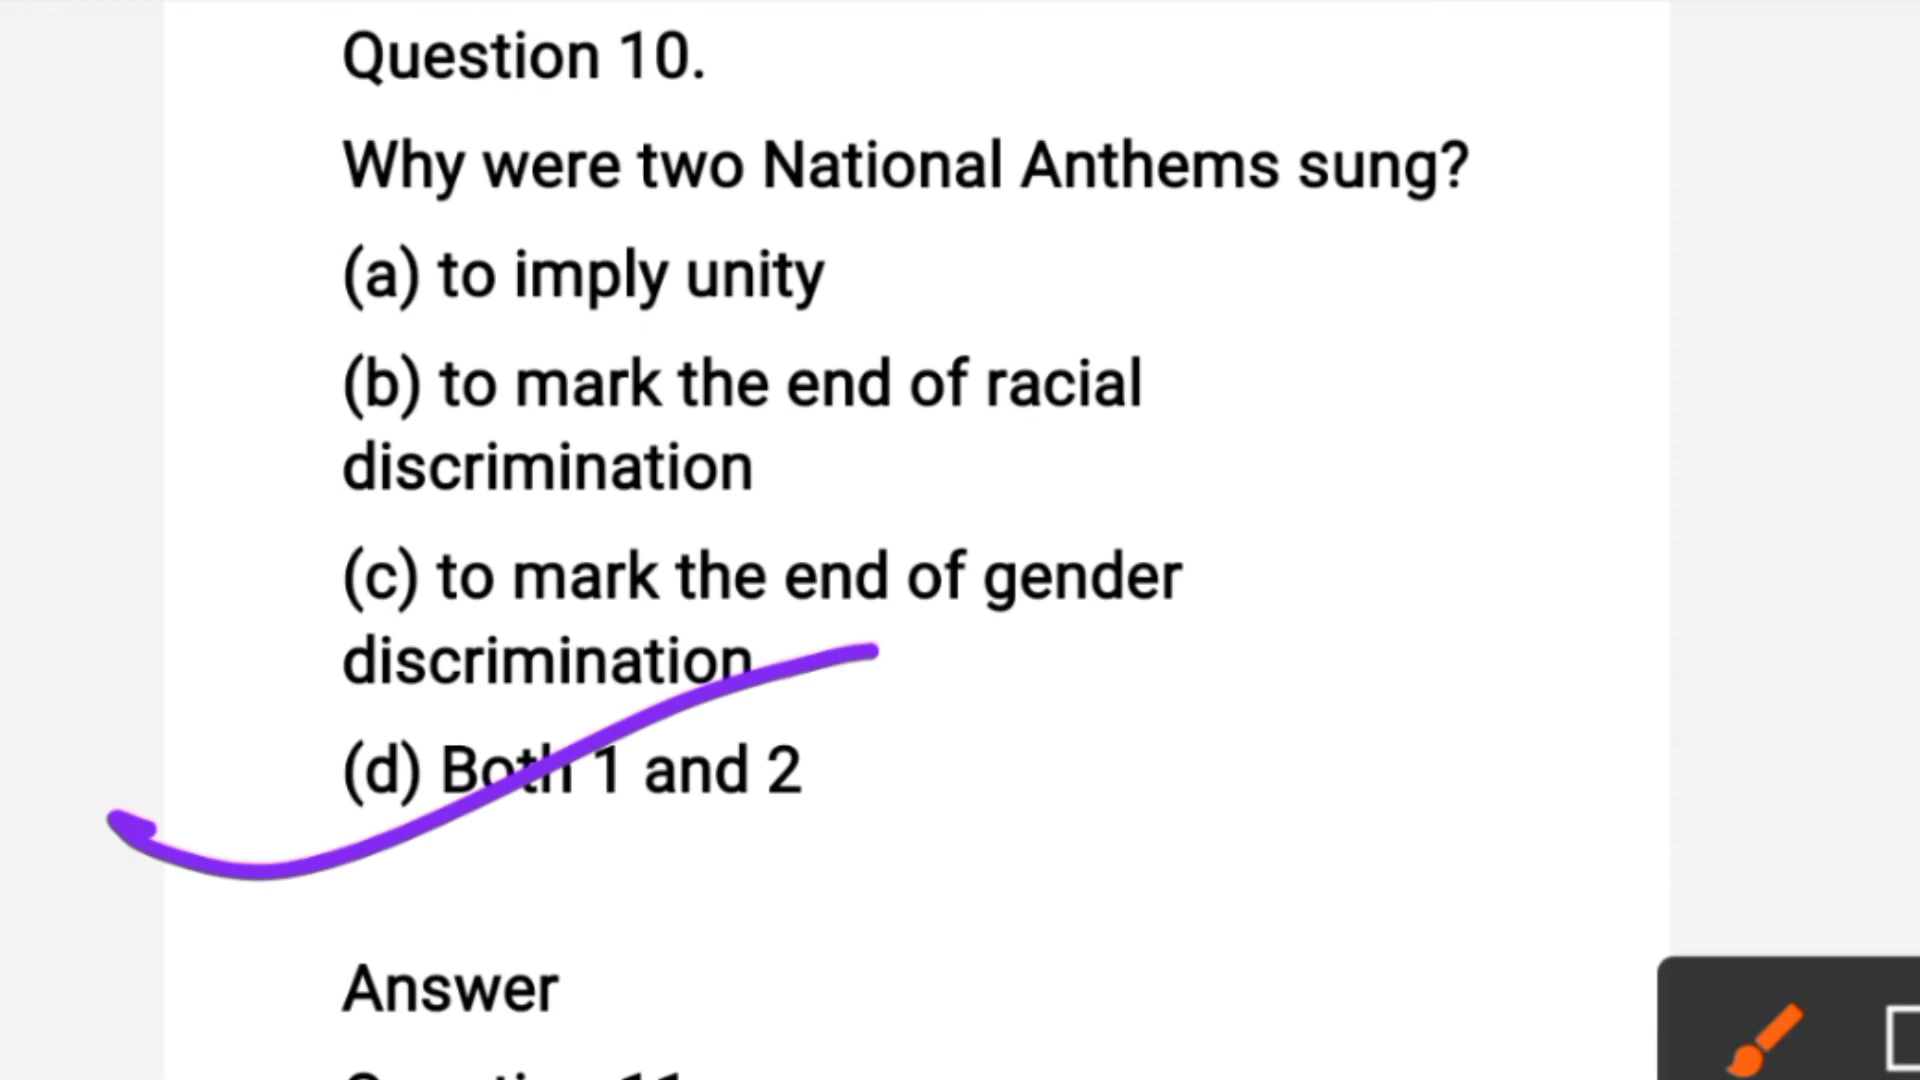 Question 10.
Why were two National Anthems sung?
(a) to imply unity
(b) to mark the end of racial
discrimination
(c) to mark the end of gender
discrimination
(d) Both 1 and 2
Answer